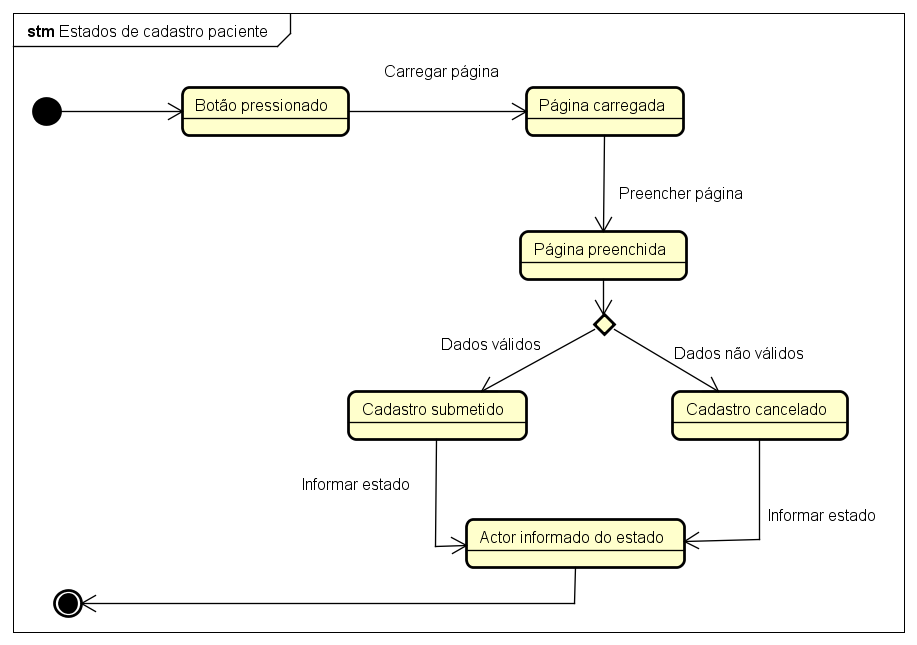 stm Estados de cadastro paciente
Carregar página
Botão pressionado
Página carregada
Preencher página
Página preenchida
Dados válidos
Dados não válidos
Cadastro submetido
Cadastro cancelado
Informar estado
Informar estado
Actor informado do estado